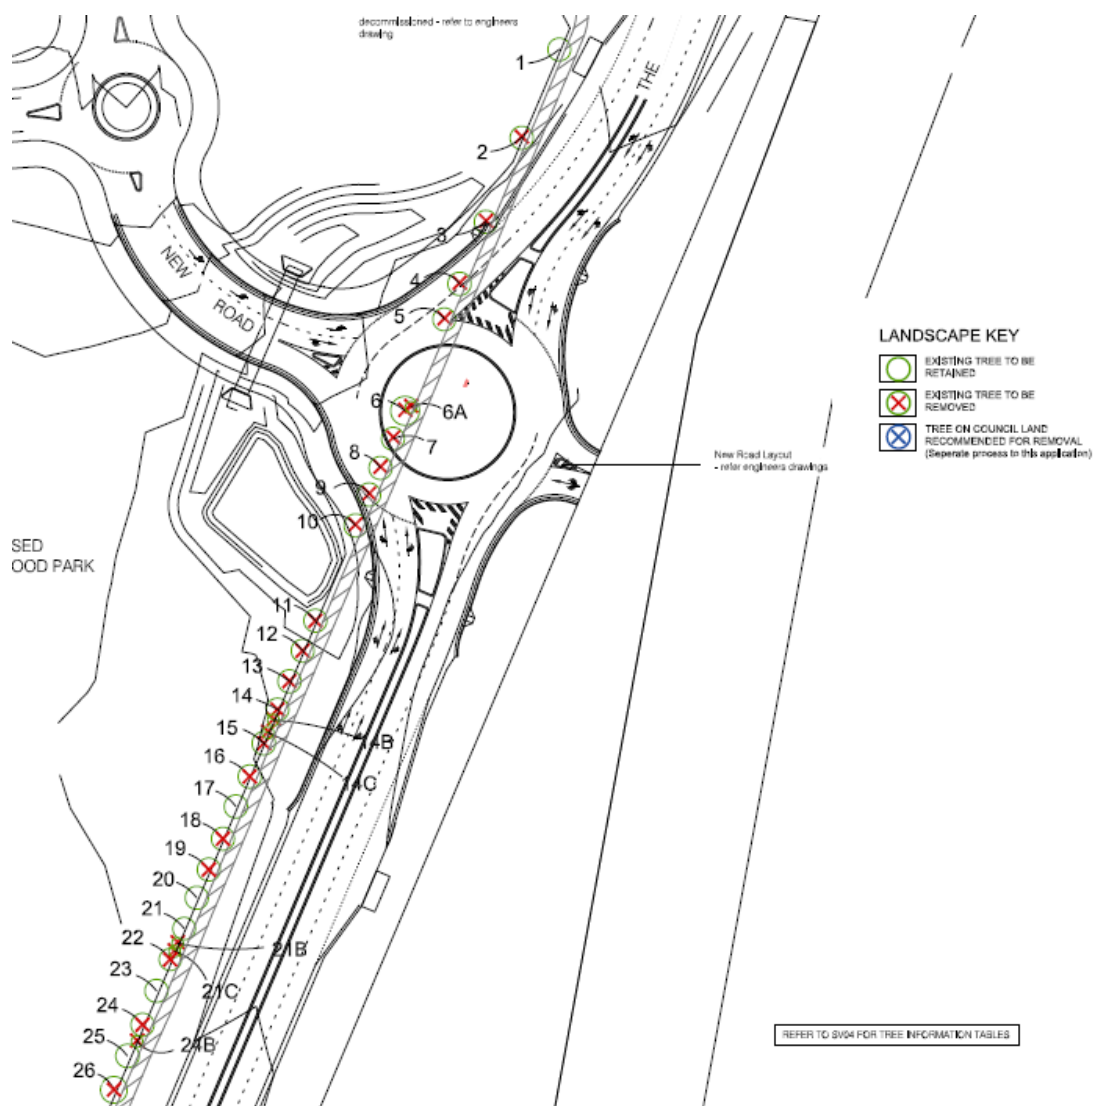 decommissioned - refer to engineers
drawing
1
THE
2
3
NEW
ROAD
4
5
6
6A
7
8
9
10
LANDSCAPE KEY
EXISTING TREE TO BE
RETAINED
EXISTING TREE TO BE
REMOVED
TREE ON COUNCIL LAND
RECOMMENDED FOR REMOVAL
(Seperate process to this application)
New Road Layout
- refer engineers drawings
SED
OOD PARK
11
12
13
14
15
14B
16
14C
17
18
19
20
21
22
21B
23
21C
24
25
24B
26
REFER TO SV04 FOR TREE INFORMATION TABLES